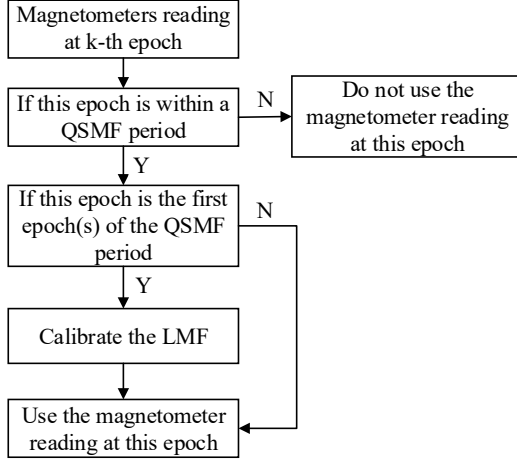 Magnetometers reading
at k-th epoch
If this epoch is within a
QSMF period
N
Do not use the
magnetometer reading
at this epoch
Y
If this epoch is the first
epoch(s) of the QSMF
period
N
Y
Calibrate the LMF
Use the magnetometer
reading at this epoch